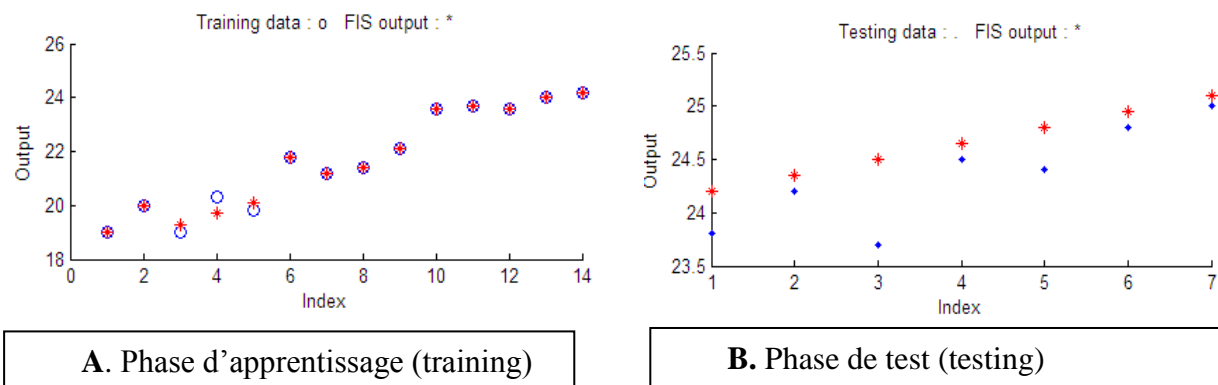 Training data : o FIS output : *
26
24
22
20
18
Output
0 2 4 6 8 10 12 14
Index
A. Phase d’apprentissage (training)
Testing data : . FIS output : *
25.5
25
24.5
24
23.5
Output
1 2 3 4 5 6 7
Index
B. Phase de test (testing)